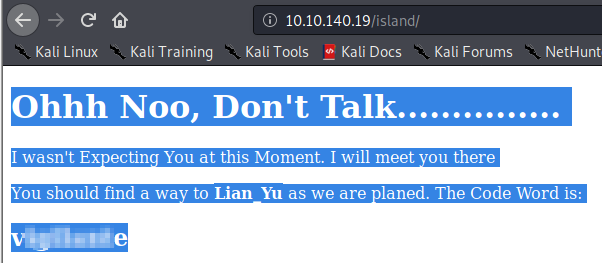 10.10.140.19/island/
Kali Linux Kali Training Kali Tools Kali Docs Kali Forums NetHunt
Ohhh Noo, Don't Talk...............
I wasn't Expecting You at this Moment. I will meet you there
You should find a way to Lian_Yu as we are planed. The Code Word is: